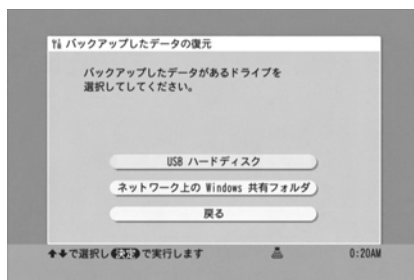 バックアップしたデータの復元
バックアップしたデータがあるドライブを
選択してしてください。
USB ハードディスク
ネットワーク上の Windows 共有フォルダ
戻る
↑↓で選択し 決定 で実行します
0:20AM